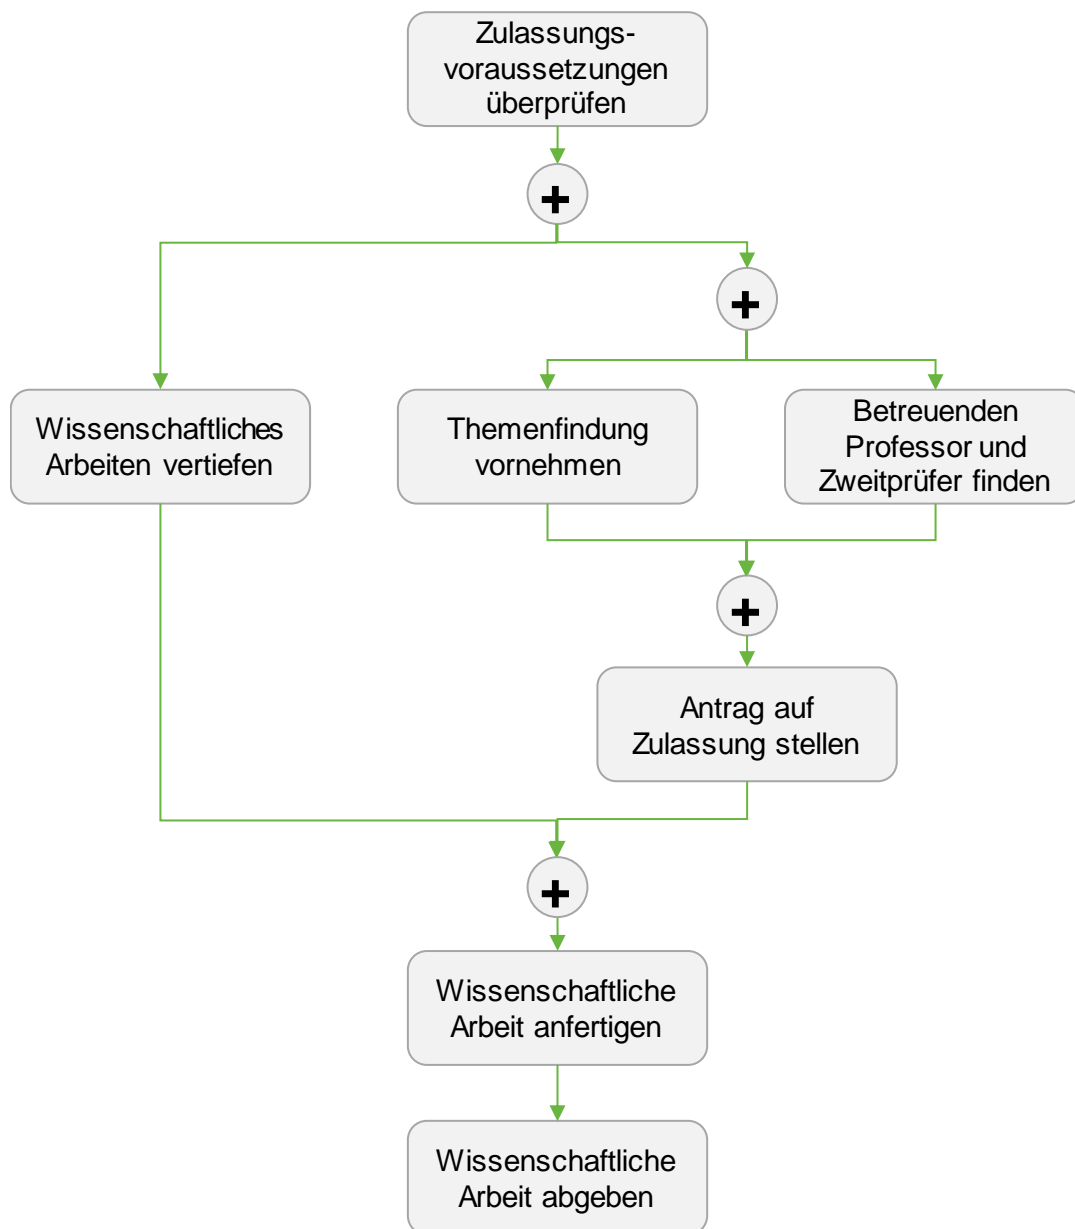 Zulassungs-
voraussetzungen
überprüfen
+
+
Wissenschaftliches
Arbeiten vertiefen
Themenfindung
vornehmen
Betreuenden
Professor und
Zweitprüfer finden
+
Antrag auf
Zulassung stellen
+
Wissenschaftliche
Arbeit anfertigen
Wissenschaftliche
Arbeit abgeben